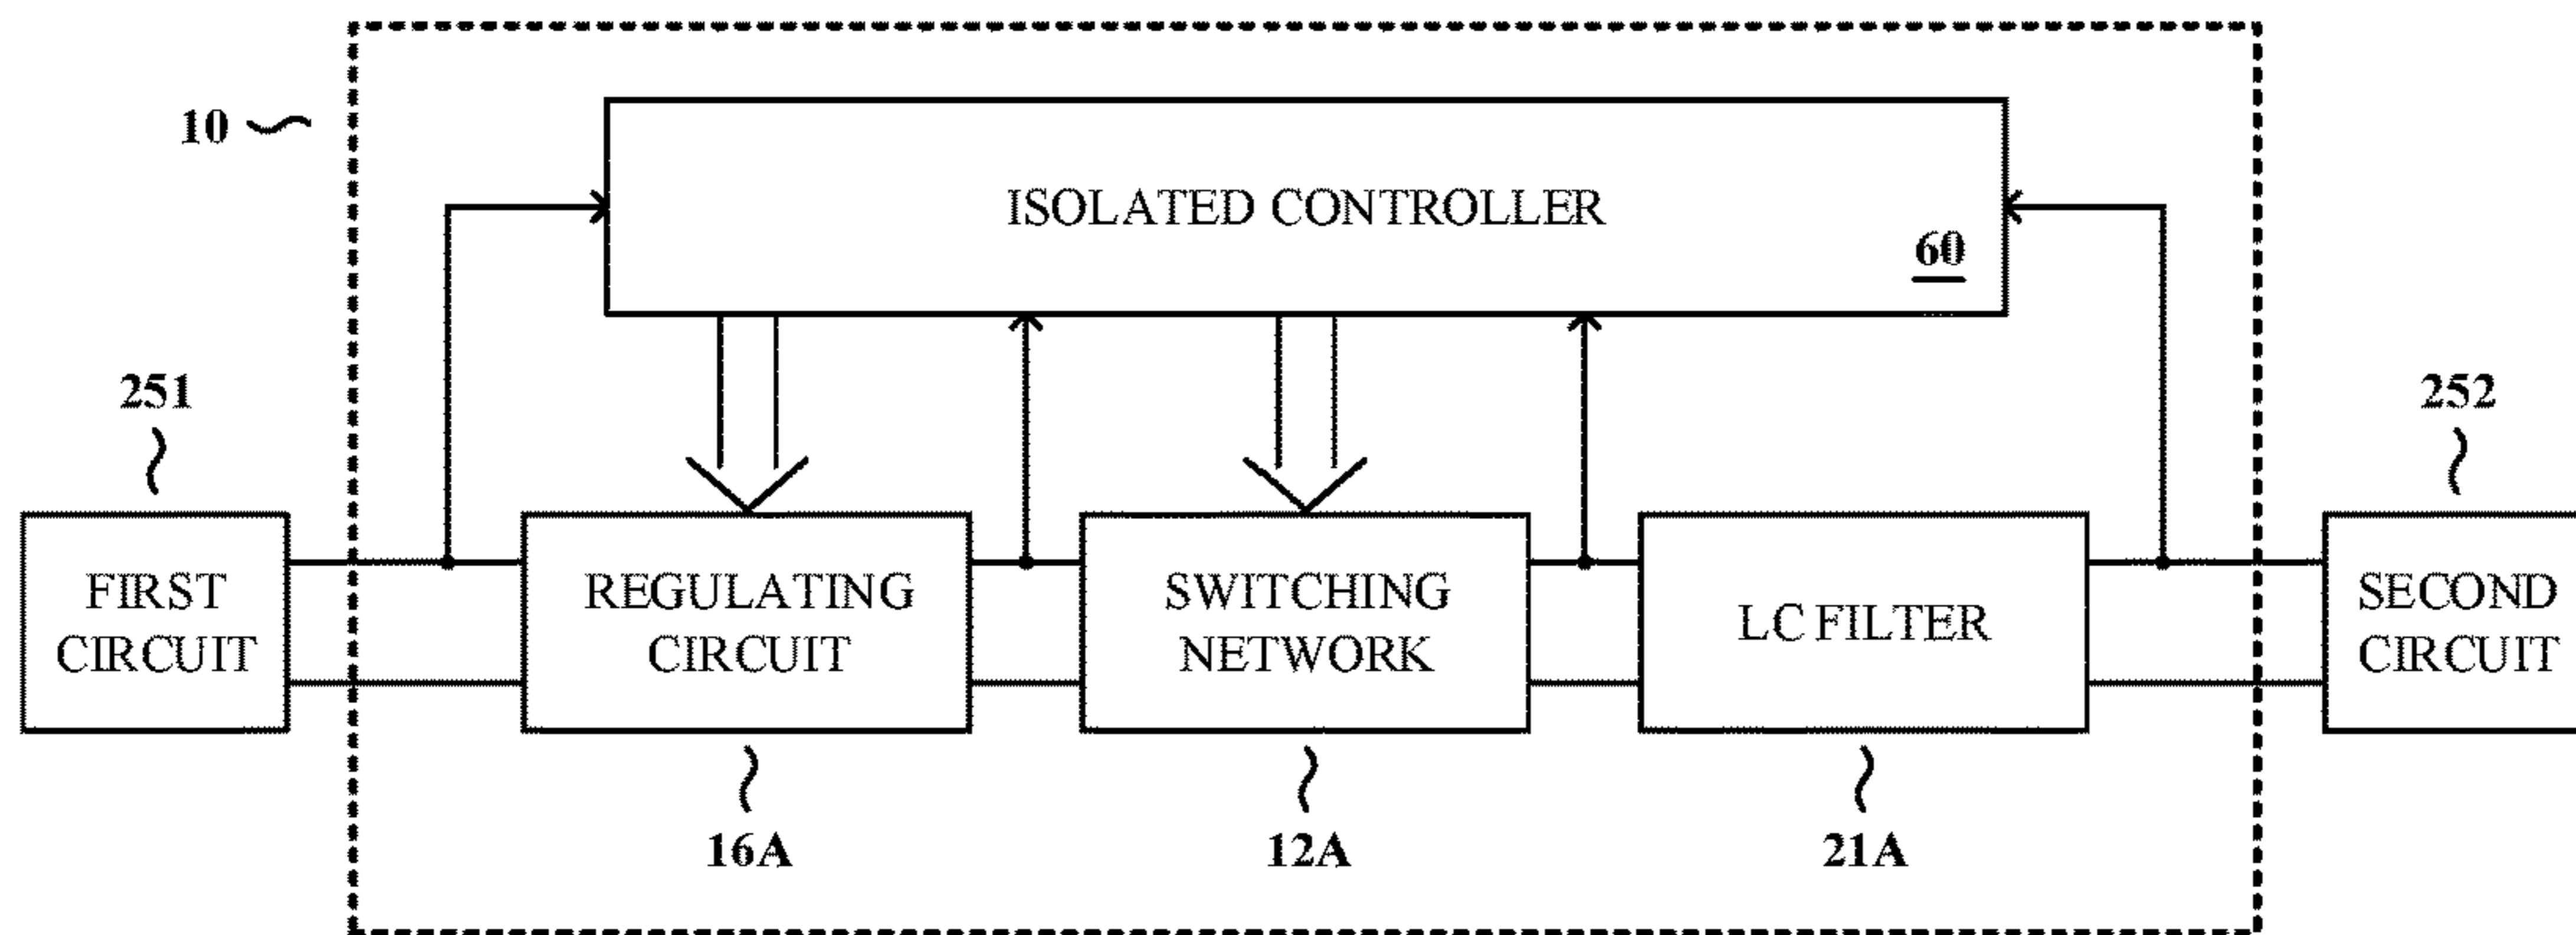 10
ISOLATED CONTROLLER
60
251
252
FIRST
CIRCUIT
REGULATING
CIRCUIT
SWITCHING
NETWORK
LC FILTER
SECOND
CIRCUIT
16A
12A
21A